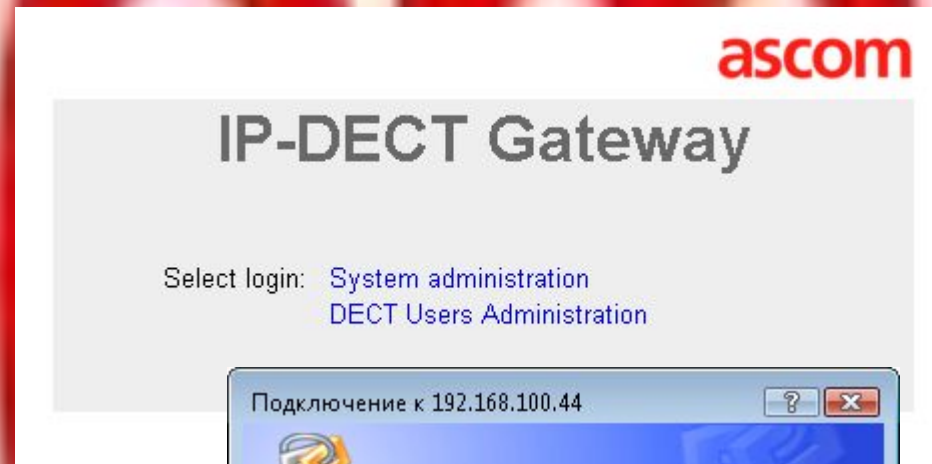 ascom
IP-DECT Gateway
Select login: System administration
DECT Users Administration
Подключение к 192.168.100.44